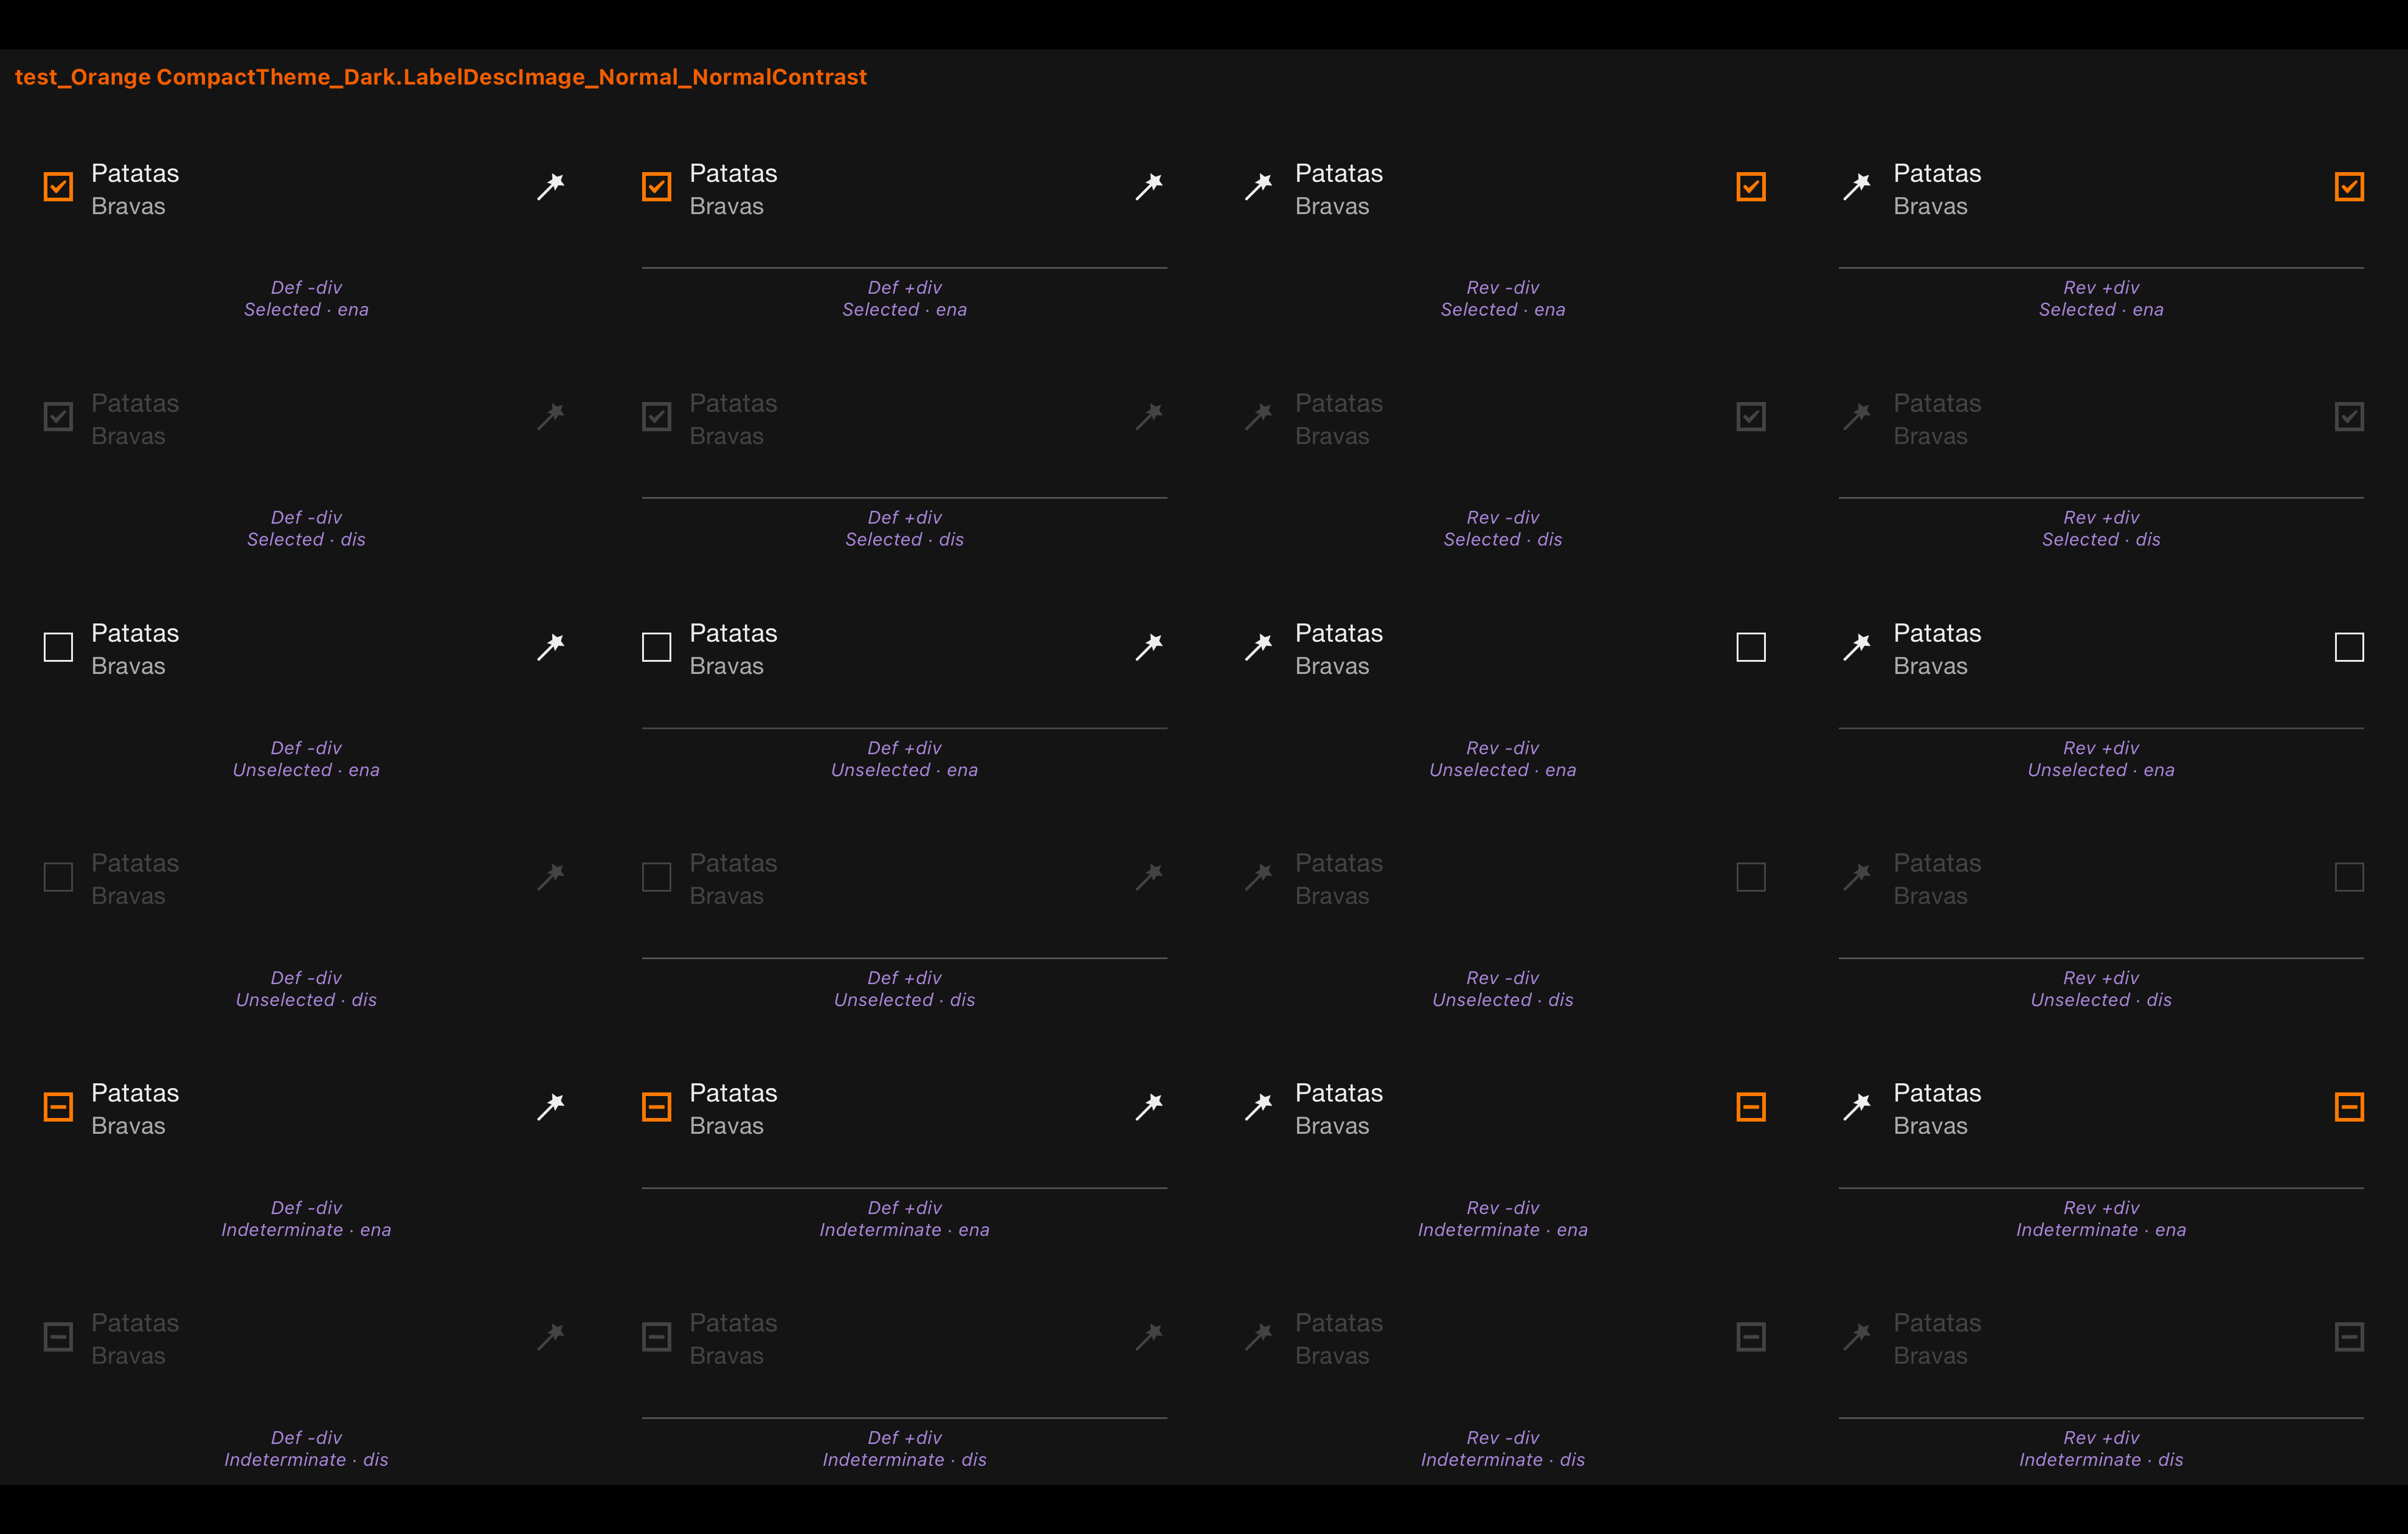 test_Orange CompactTheme_Dark.LabelDescImage_Normal_NormalContrast
Patatas
Bravas
Def -div
Selected · ena
Patatas
Bravas
Def +div
Selected · ena
Patatas
Bravas
Rev -div
Selected · ena
Patatas
Bravas
Rev +div
Selected · ena
Patatas
Bravas
Def -div
Selected · dis
Patatas
Bravas
Def +div
Selected · dis
Patatas
Bravas
Rev -div
Selected · dis
Patatas
Bravas
Rev +div
Selected · dis
Patatas
Bravas
Def -div
Unselected · ena
Patatas
Bravas
Def +div
Unselected · ena
Patatas
Bravas
Rev -div
Unselected · ena
Patatas
Bravas
Rev +div
Unselected · ena
Patatas
Bravas
Def -div
Unselected · dis
Patatas
Bravas
Def +div
Unselected · dis
Patatas
Bravas
Rev -div
Unselected · dis
Patatas
Bravas
Rev +div
Unselected · dis
Patatas
Bravas
Def -div
Indeterminate · ena
Patatas
Bravas
Def +div
Indeterminate · ena
Patatas
Bravas
Rev -div
Indeterminate · ena
Patatas
Bravas
Rev +div
Indeterminate · ena
Patatas
Bravas
Def -div
Indeterminate · dis
Patatas
Bravas
Def +div
Indeterminate · dis
Patatas
Bravas
Rev -div
Indeterminate · dis
Patatas
Bravas
Rev +div
Indeterminate · dis